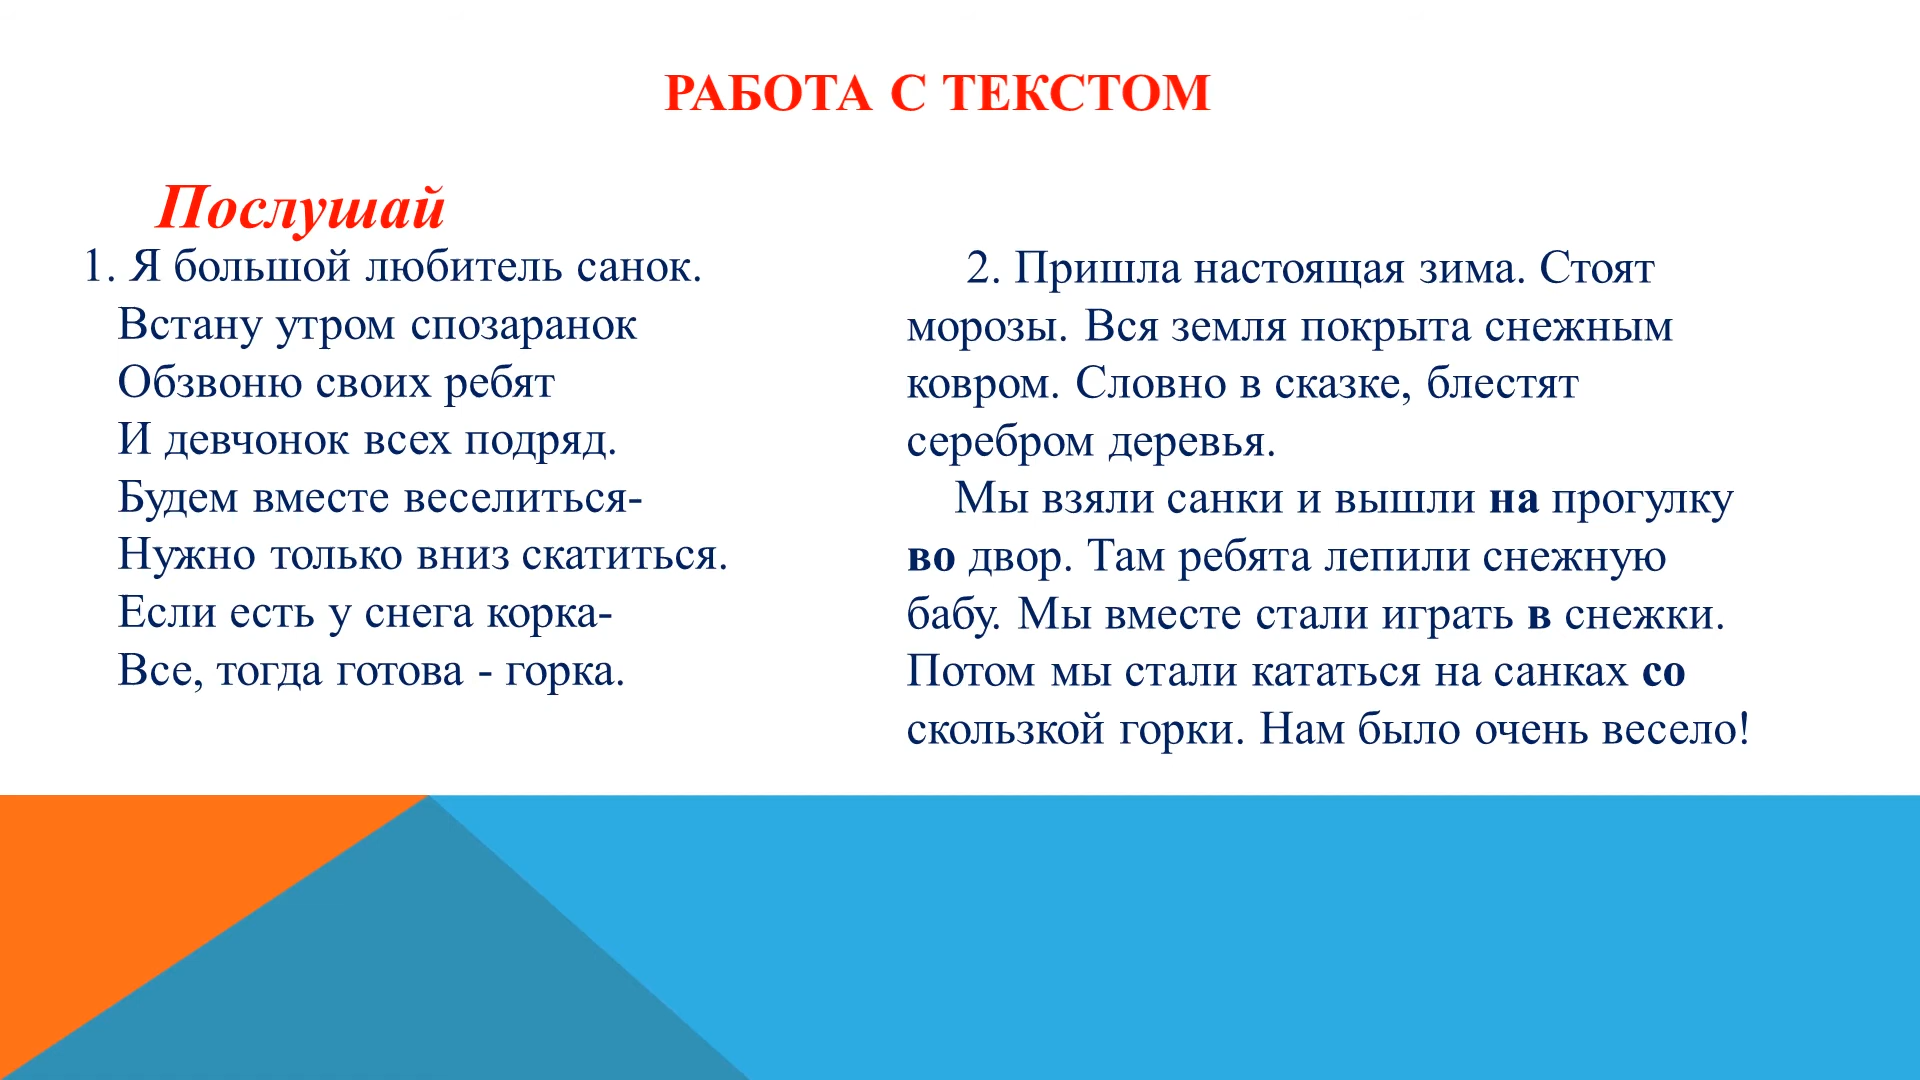 РАБОТА С ТЕКСТОМ
Послушай
1. Я большой любитель санок.
Встану утром спозаранок
Обзвоню своих ребят
И девчонок всех подряд.
Будем вместе веселиться-
Нужно только вниз скатиться.
Если есть у снега корка-
Все, тогда готова - горка.
2. Пришла настоящая зима. Стоят
морозы. Вся земля покрыта снежным
ковром. Словно в сказке, блестят
серебром деревья.
Мы взяли санки и вышли на прогулку
во двор. Там ребята лепили снежную
бабу. Мы вместе стали играть в снежки.
Потом мы стали кататься на санках со
скользкой горки. Нам было очень весело!